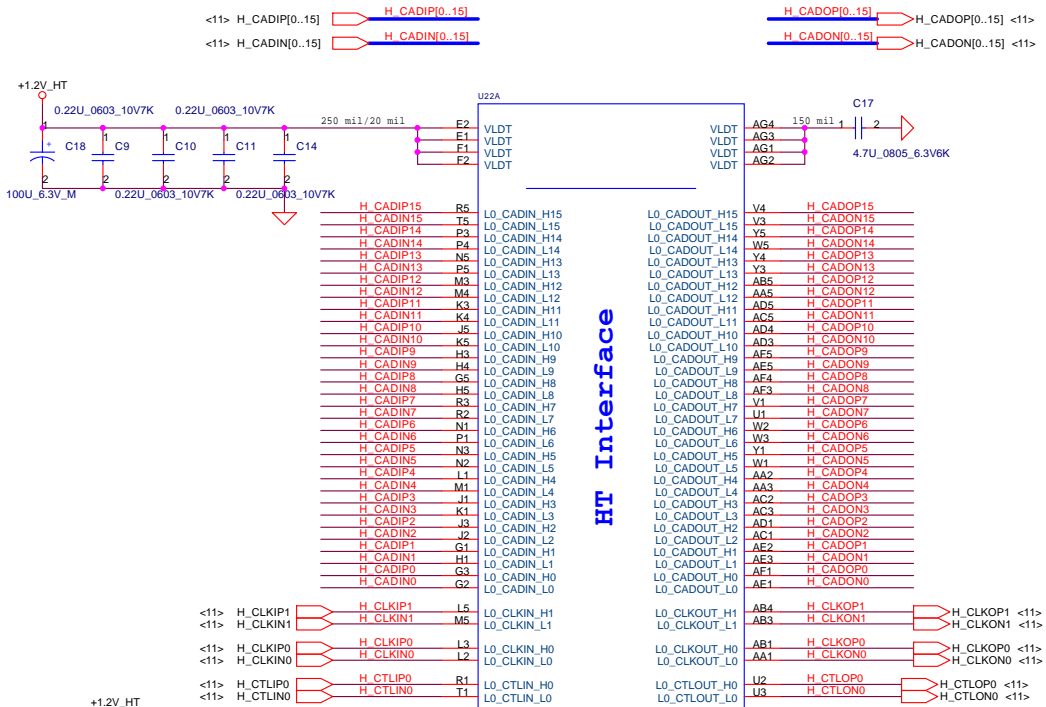 <11> H_CADIP[0..15] H_CADIP[0..15] H_CADOP[0..15] H_CADOP[0..15] <11>
<11> H_CADIN[0..15] H_CADIN[0..15] H_CADON[0..15] H_CADON[0..15] <11>
+1.2V_HT
0.22U_0603_10V7K 0.22U_0603_10V7K
U22A
C17
250 mil/20 mil E2 VLDT VLDT AG4 150 mil 1 2
E1 VLDT VLDT AG3
F1 VLDT VLDT AG1
F2 VLDT VLDT AG2
4.7U_0805_6.3V6K
1 1 1 1 1
+ C18 C9 C10 C11 C14
2 2 2 2 2
100U_6.3V_M 0.22U_0603_10V7K 0.22U_0603_10V7K
H_CADIP15 R5 L0_CADIN_H15 L0_CADOUT_H15 V4 H_CADOP15
H_CADIN15 T5 L0_CADIN_L15 L0_CADOUT_L15 V3 H_CADON15
H_CADIP14 P3 L0_CADIN_H14 L0_CADOUT_H14 Y5 H_CADOP14
H_CADIN14 P4 L0_CADIN_L14 L0_CADOUT_L14 W5 H_CADON14
H_CADIP13 N5 L0_CADIN_H13 L0_CADOUT_H13 Y4 H_CADOP13
H_CADIN13 P5 L0_CADIN_L13 L0_CADOUT_L13 Y3 H_CADON13
H_CADIP12 M3 L0_CADIN_H12 L0_CADOUT_H12 AB5 H_CADOP12
H_CADIN12 M4 L0_CADIN_L12 L0_CADOUT_L12 AA5 H_CADON12
H_CADIP11 K3 L0_CADIN_H11 L0_CADOUT_H11 AD5 H_CADOP11
H_CADIN11 K4 L0_CADIN_L11 L0_CADOUT_L11 AC5 H_CADON11
H_CADIP10 J5 L0_CADIN_H10 L0_CADOUT_H10 AD4 H_CADOP10
H_CADIN10 K5 L0_CADIN_L10 L0_CADOUT_L10 AD3 H_CADON10
H_CADIP9 H3 L0_CADIN_H9 L0_CADOUT_H9 AF5 H_CADOP9
H_CADIN9 H4 L0_CADIN_L9 L0_CADOUT_L9 AE5 H_CADON9
H_CADIP8 G5 L0_CADIN_H8 L0_CADOUT_H8 AF4 H_CADOP8
H_CADIN8 H5 L0_CADIN_L8 L0_CADOUT_L8 AF3 H_CADON8
H_CADIP7 R3 L0_CADIN_H7 L0_CADOUT_H7 V1 H_CADOP7
H_CADIN7 R2 L0_CADIN_L7 L0_CADOUT_L7 U1 H_CADON7
H_CADIP6 N1 L0_CADIN_H6 L0_CADOUT_H6 W2 H_CADOP6
H_CADIN6 P1 L0_CADIN_L6 L0_CADOUT_L6 W3 H_CADON6
H_CADIP5 N3 L0_CADIN_H5 L0_CADOUT_H5 Y1 H_CADOP5
H_CADIN5 N2 L0_CADIN_L5 L0_CADOUT_L5 W1 H_CADON5
H_CADIP4 L1 L0_CADIN_H4 L0_CADOUT_H4 AA2 H_CADOP4
H_CADIN4 M1 L0_CADIN_L4 L0_CADOUT_L4 AA3 H_CADON4
H_CADIP3 J1 L0_CADIN_H3 L0_CADOUT_H3 AC2 H_CADOP3
H_CADIN3 K1 L0_CADIN_L3 L0_CADOUT_L3 AC3 H_CADON3
H_CADIP2 J3 L0_CADIN_H2 L0_CADOUT_H2 AD1 H_CADOP2
H_CADIN2 J2 L0_CADIN_L2 L0_CADOUT_L2 AC1 H_CADON2
H_CADIP1 G1 L0_CADIN_H1 L0_CADOUT_H1 AE2 H_CADOP1
H_CADIN1 H1 L0_CADIN_L1 L0_CADOUT_L1 AE3 H_CADON1
H_CADIP0 G3 L0_CADIN_H0 L0_CADOUT_H0 AF1 H_CADOP0
H_CADIN0 G2 L0_CADIN_L0 L0_CADOUT_L0 AE1 H_CADON0
HT Interface
<11> H_CLKIP1 H_CLKIP1 L5 L0_CLKIN_H1 L0_CLKOUT_H1 AB4 H_CLKOP1 H_CLKOP1 <11>
<11> H_CLKIN1 H_CLKIN1 M5 L0_CLKIN_L1 L0_CLKOUT_L1 AB3 H_CLKON1 H_CLKON1 <11>
<11> H_CLKIP0 H_CLKIP0 L3 L0_CLKIN_H0 L0_CLKOUT_H0 AB1 H_CLKOP0 H_CLKOP0 <11>
<11> H_CLKIN0 H_CLKIN0 L2 L0_CLKIN_L0 L0_CLKOUT_L0 AA1 H_CLKON0 H_CLKON0 <11>
<11> H_CTLIP0 H_CTLIP0 R1 L0_CTLIN_H0 L0_CTLOUT_H0 U2 H_CTLOP0 H_CTLOP0 <11>
<11> H_CTLIN0 H_CTLIN0 T1 L0_CTLIN_L0 L0_CTLOUT_L0 U3 H_CTLON0 H_CTLON0 <11>
+1.2V_HT